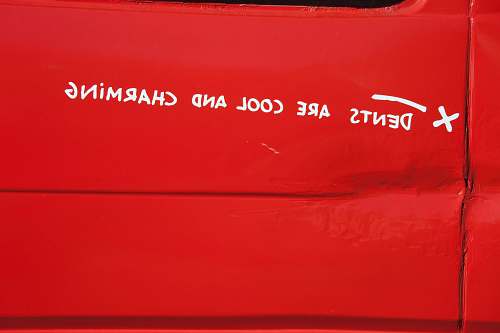 X DENTS ARE COOL AND CHARMiNG